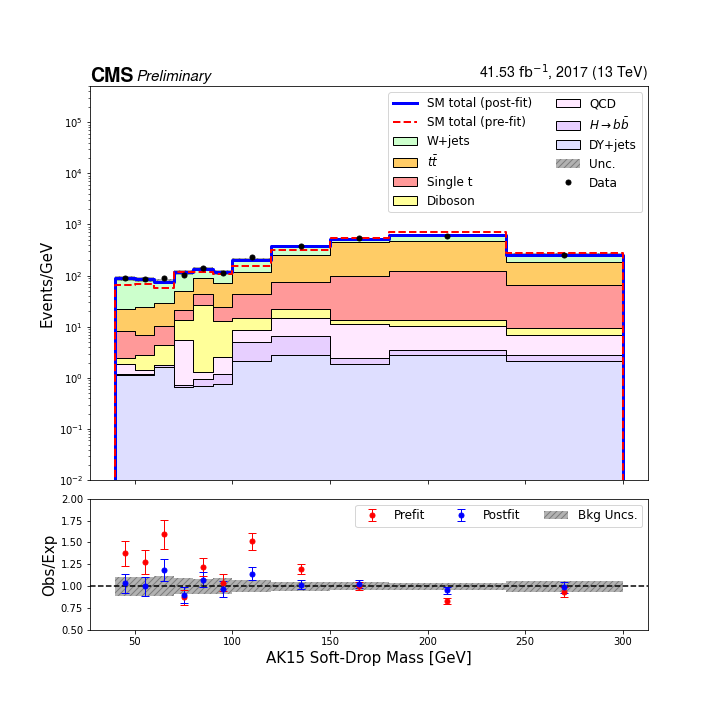 CMS Preliminary
41.53 fb⁻¹, 2017 (13 TeV)
SM total (post-fit)
SM total (pre-fit)
W+jets
tt̄
Single t
Diboson
QCD
H→bb̄
DY+jets
Unc.
Data
Events/GeV
10⁵
10⁴
10³
10²
10¹
10⁰
10⁻¹
10⁻²
Prefit
Postfit
Bkg Uncs.
Obs/Exp
2.00
1.75
1.50
1.25
1.00
0.75
0.50
50 100 150 200 250 300
AK15 Soft-Drop Mass [GeV]